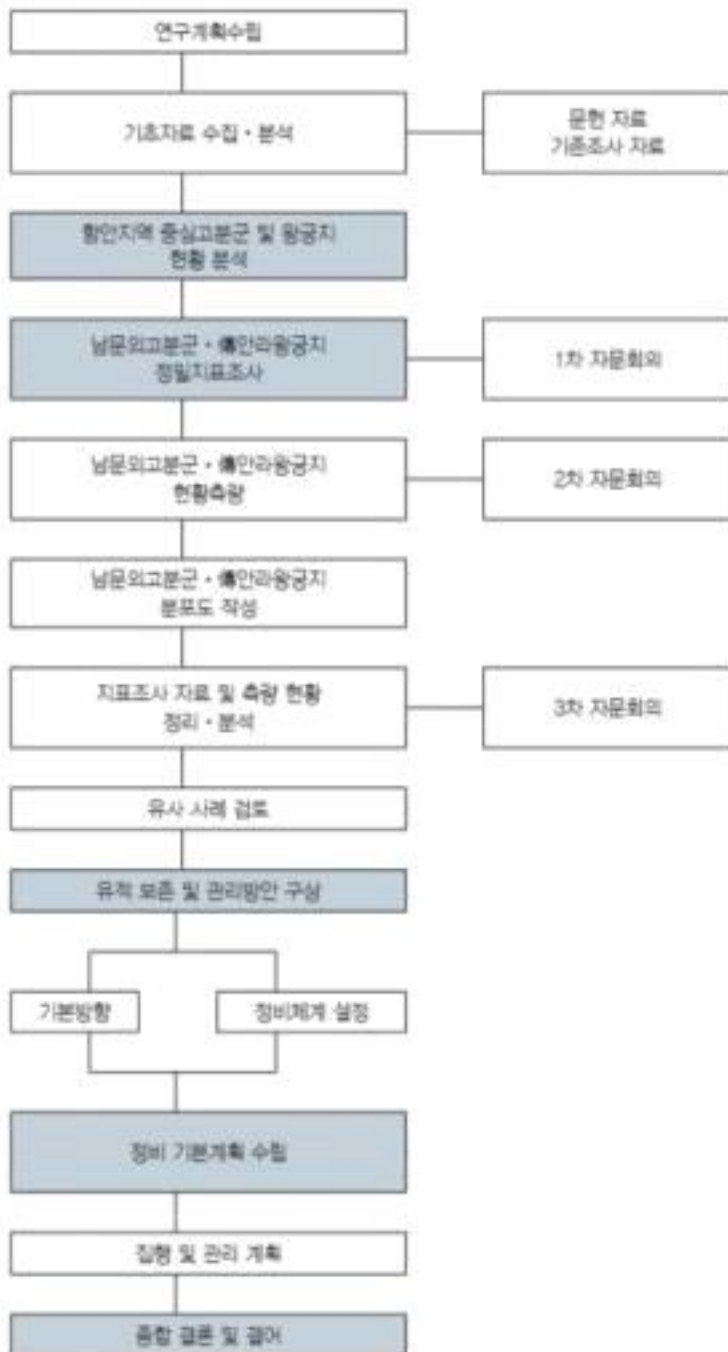 연구계획수립
기초자료 수집・분석
문헌 자료
기존조사 자료
함안지역 중심고분군 및 왕궁지
현황 분석
남문외고분군・傳안라왕궁지
정밀지표조사
1차 자문회의
남문외고분군・傳안라왕궁지
현황측량
2차 자문회의
남문외고분군・傳안라왕궁지
분포도 작성
지표조사 자료 및 측량 현황
정리・분석
3차 자문회의
유사 사례 검토
유적 보존 및 관리방안 구상
기본방향
정비체계 설정
정비 기본계획 수립
집행 및 관리 계획
종합 결론 및 결어